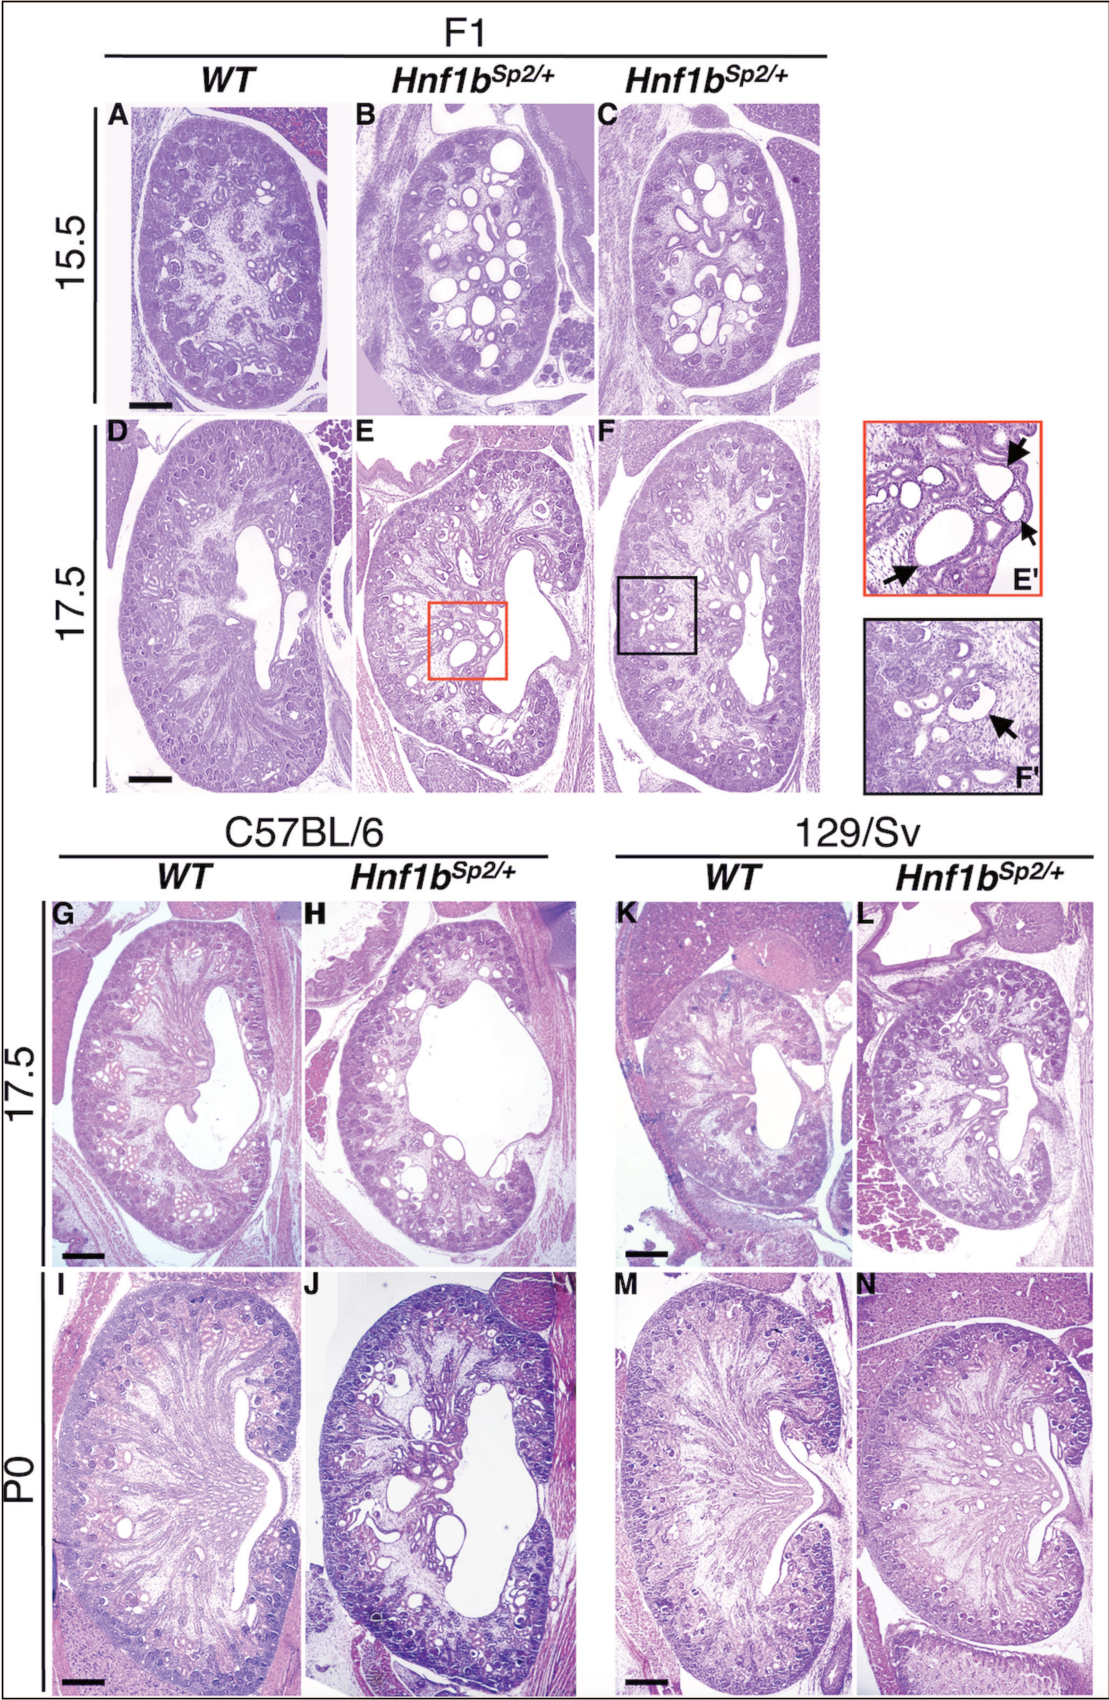 F1
WT Hnf1bSp2/+ Hnf1bSp2/+
A B C
15.5
D E F
17.5
E'
F'
C57BL/6 129/Sv
WT Hnf1bSp2/+ WT Hnf1bSp2/+
G H K L
17.5
I J M N
P0